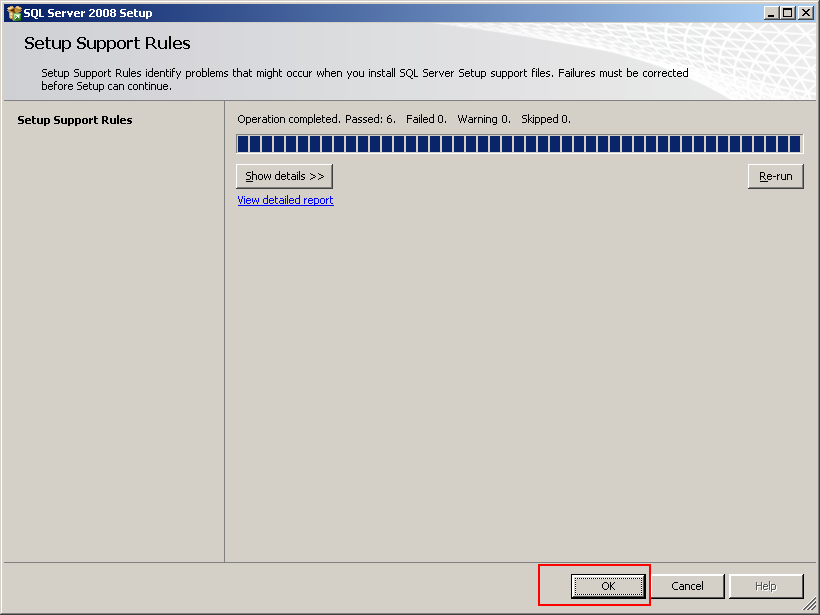 SQL Server 2008 Setup
Setup Support Rules
Setup Support Rules identify problems that might occur when you install SQL Server Setup support files. Failures must be corrected
before Setup can continue.
Setup Support Rules
Operation completed. Passed: 6. Failed 0. Warning 0. Skipped 0.
Show details >>
Re-run
View detailed report
OK
Cancel
Help